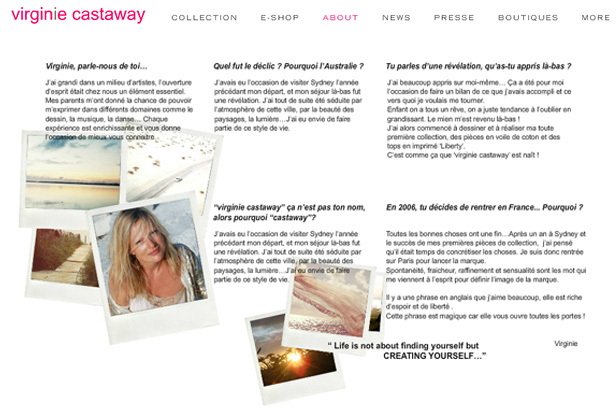 virginie castaway
COLLECTION E-SHOP ABOUT NEWS PRESSE BOUTIQUES MORE
Virginie, parle-nous de toi…
J'ai grandi dans un milieu d'artistes, l'ouverture
d'esprit était chez nous un élément essentiel.
Mes parents m'ont donné la chance de pouvoir
m'exprimer dans différents domaines comme le
dessin, la musique, la danse… Chaque
expérience est enrichissante et vous donne
l'occasion de mieux vous connaitre.
Quel fut le déclic ? Pourquoi l'Australie ?
J'avais eu l'occasion de visiter Sydney l'année
précédant mon départ, et mon séjour là-bas fut
une révélation. J'ai tout de suite été séduite par
l'atmosphère de cette ville, par la beauté des
paysages, la lumière…J'ai eu envie de faire
partie de ce style de vie.
Tu parles d'une révélation, qu'as-tu appris là-bas ?
J'ai beaucoup appris sur moi-même… Ça a été pour moi
l'occasion de faire un bilan de ce que j'avais accompli et ce
vers quoi je voulais me tourner.
Enfant on a tous un rêve, on a juste tendance à l'oublier en
grandissant. Le mien m'est revenu là-bas !
J'ai alors commencé à dessiner et à réaliser ma toute
première collection, des pièces en voile de coton et des
tops en imprimé 'Liberty'.
C'est comme ça que 'virginie castaway' est naît !
“virginie castaway” ça n'est pas ton nom,
alors pourquoi “castaway”?
J'avais eu l'occasion de visiter Sydney l'année
précédant mon départ, et mon séjour là-bas fut
une révélation. J'ai tout de suite été séduite par
l'atmosphère de cette ville, par la beauté des
paysages, la lumière…J'ai eu envie de faire
partie de ce style de vie.
En 2006, tu décides de rentrer en France... Pourquoi ?
Toutes les bonnes choses ont une fin…Après un an à Sydney et
le succès de mes premières pièces de collection, j'ai pensé
qu'il était temps de concrétiser les choses. Je suis donc rentrée
sur Paris pour lancer la marque.
Spontanéité, fraicheur, raffinement et sensualité sont les mot qui
me viennent à l'esprit pour définir l'image de la marque.
Il y a une phrase en anglais que j'aime beaucoup, elle est riche
d'espoir et de liberté .
Cette phrase est magique car elle vous ouvre toutes les portes !
“ Life is not about finding yourself but
CREATING YOURSELF…”
Virginie